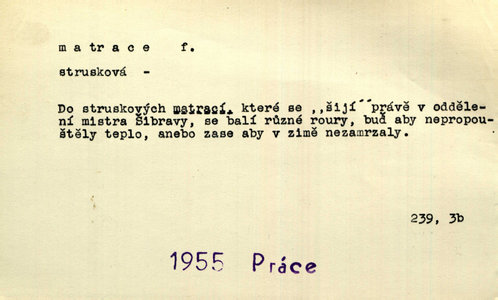 matrace f.
strusková -
Do struskových matrací, které se ,,šijí´´ právě v odděle-
ní mistra Šibravy, se balí různé roury, buď aby nepropou-
štěly teplo, anebo zase aby v zimě nezamrzaly.
239, 3b
1955 Práce